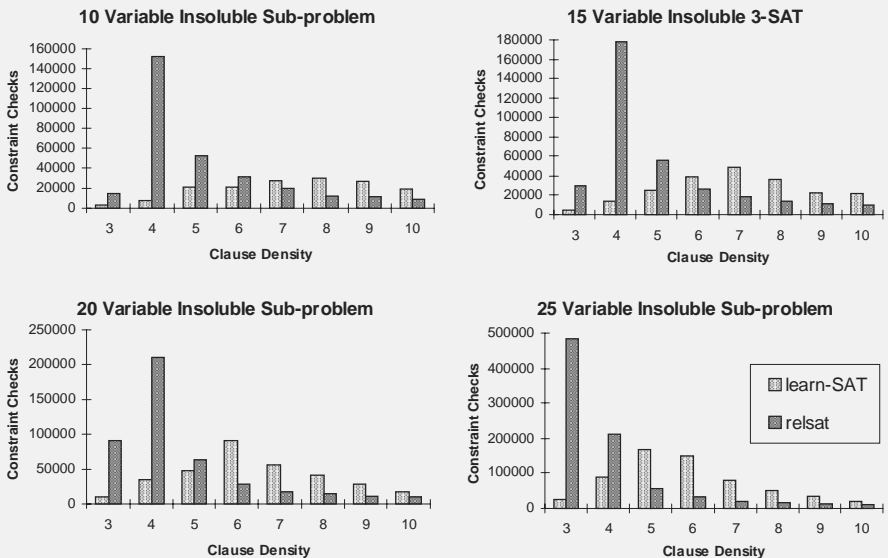 10 Variable Insoluble Sub-problem
Constraint Checks
160000
140000
120000
100000
80000
60000
40000
20000
0
3 4 5 6 7 8 9 10
Clause Density
15 Variable Insoluble 3-SAT
Constraint Checks
180000
160000
140000
120000
100000
80000
60000
40000
20000
0
3 4 5 6 7 8 9 10
Clause Density
20 Variable Insoluble Sub-problem
Constraint Checks
250000
200000
150000
100000
50000
0
3 4 5 6 7 8 9 10
Clause Density
25 Variable Insoluble Sub-problem
Constraint Checks
500000
400000
300000
200000
100000
0
3 4 5 6 7 8 9 10
Clause Density
learn-SAT
relsat